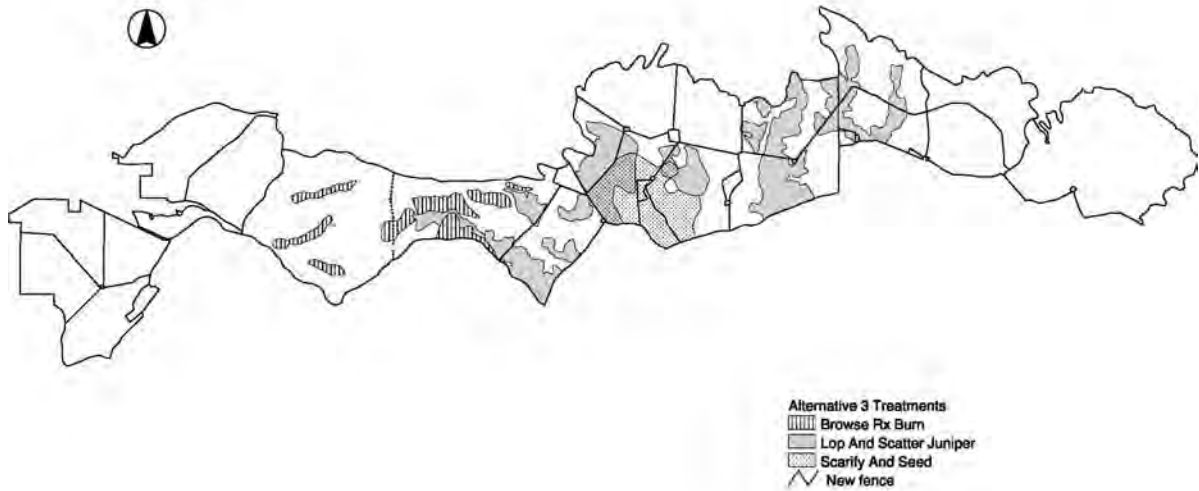 Alternative 3 Treatments
Browse Rx Burn
Lop And Scatter Juniper
Scarify And Seed
New fence